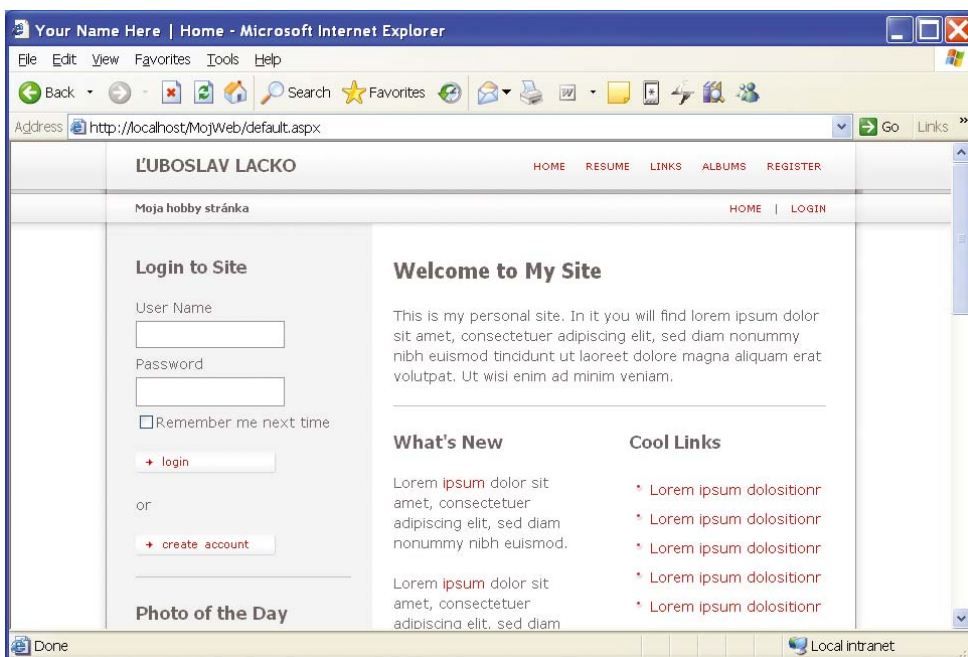 Your Name Here | Home - Microsoft Internet Explorer
File Edit View Favorites Tools Help
Back Search Favorites
Address http://localhost/MojWeb/default.aspx Go Links »
ĽUBOSLAV LACKO HOME RESUME LINKS ALBUMS REGISTER
Moja hobby stránka HOME | LOGIN
Login to Site
User Name
Password
Remember me next time
login
or
create account
Photo of the Day
Welcome to My Site
This is my personal site. In it you will find lorem ipsum dolor
sit amet, consectetuer adipiscing elit, sed diam nonummy
nibh euismod tincidunt ut laoreet dolore magna aliquam erat
volutpat. Ut wisi enim ad minim veniam.
What's New
Lorem ipsum dolor sit
amet, consectetuer
adipiscing elit, sed diam
nonummy nibh euismod.
Lorem ipsum dolor sit
amet, consectetuer
adipiscing elit, sed diam
Cool Links
Lorem ipsum dolositionr
Lorem ipsum dolositionr
Lorem ipsum dolositionr
Lorem ipsum dolositionr
Lorem ipsum dolositionr
Done Local intranet